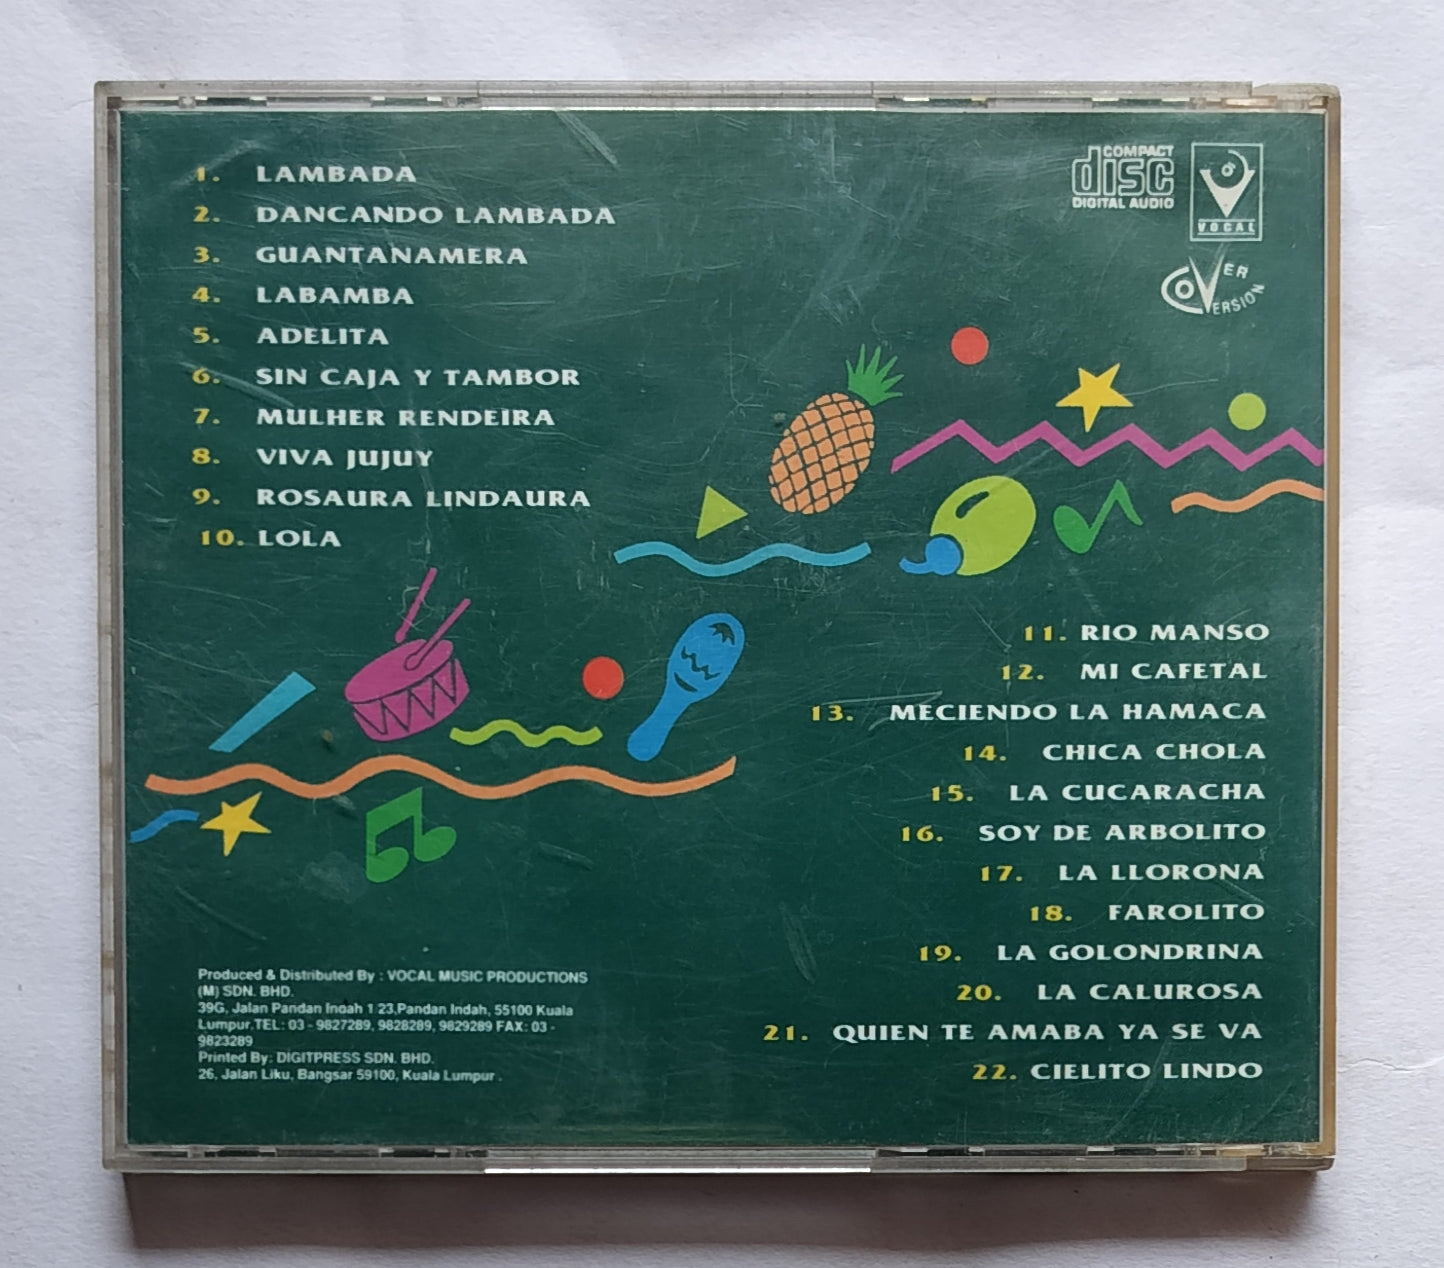 1. LAMBADA
2. DANCANDO LAMBADA
3. GUANTANAMERA
4. LABAMBA
5. ADELITA
6. SIN CAJA Y TAMBOR
7. MULHER RENDEIRA
8. VIVA JUJUY
9. ROSAURA LINDAURA
10. LOLA
COMPACT
disc
DIGITAL AUDIO
VOCAL
COVER
VERSION
11. RIO MANSO
12. MI CAFETAL
13. MECIENDO LA HAMACA
14. CHICA CHOLA
15. LA CUCARACHA
16. SOY DE ARBOLITO
17. LA LLORONA
18. FAROLITO
19. LA GOLONDRINA
20. LA CALUROSA
21. QUIEN TE AMABA YA SE VA
22. CIELITO LINDO
Produced & Distributed By : VOCAL MUSIC PRODUCTIONS
(M) SDN. BHD.
39G, Jalan Pandan Indah 1 23,Pandan Indah, 55100 Kuala
Lumpur.TEL: 03 - 9827289, 9828289, 9829289 FAX: 03 -
9823289
Printed By: DIGITPRESS SDN. BHD.
26, Jalan Liku, Bangsar 59100, Kuala Lumpur .